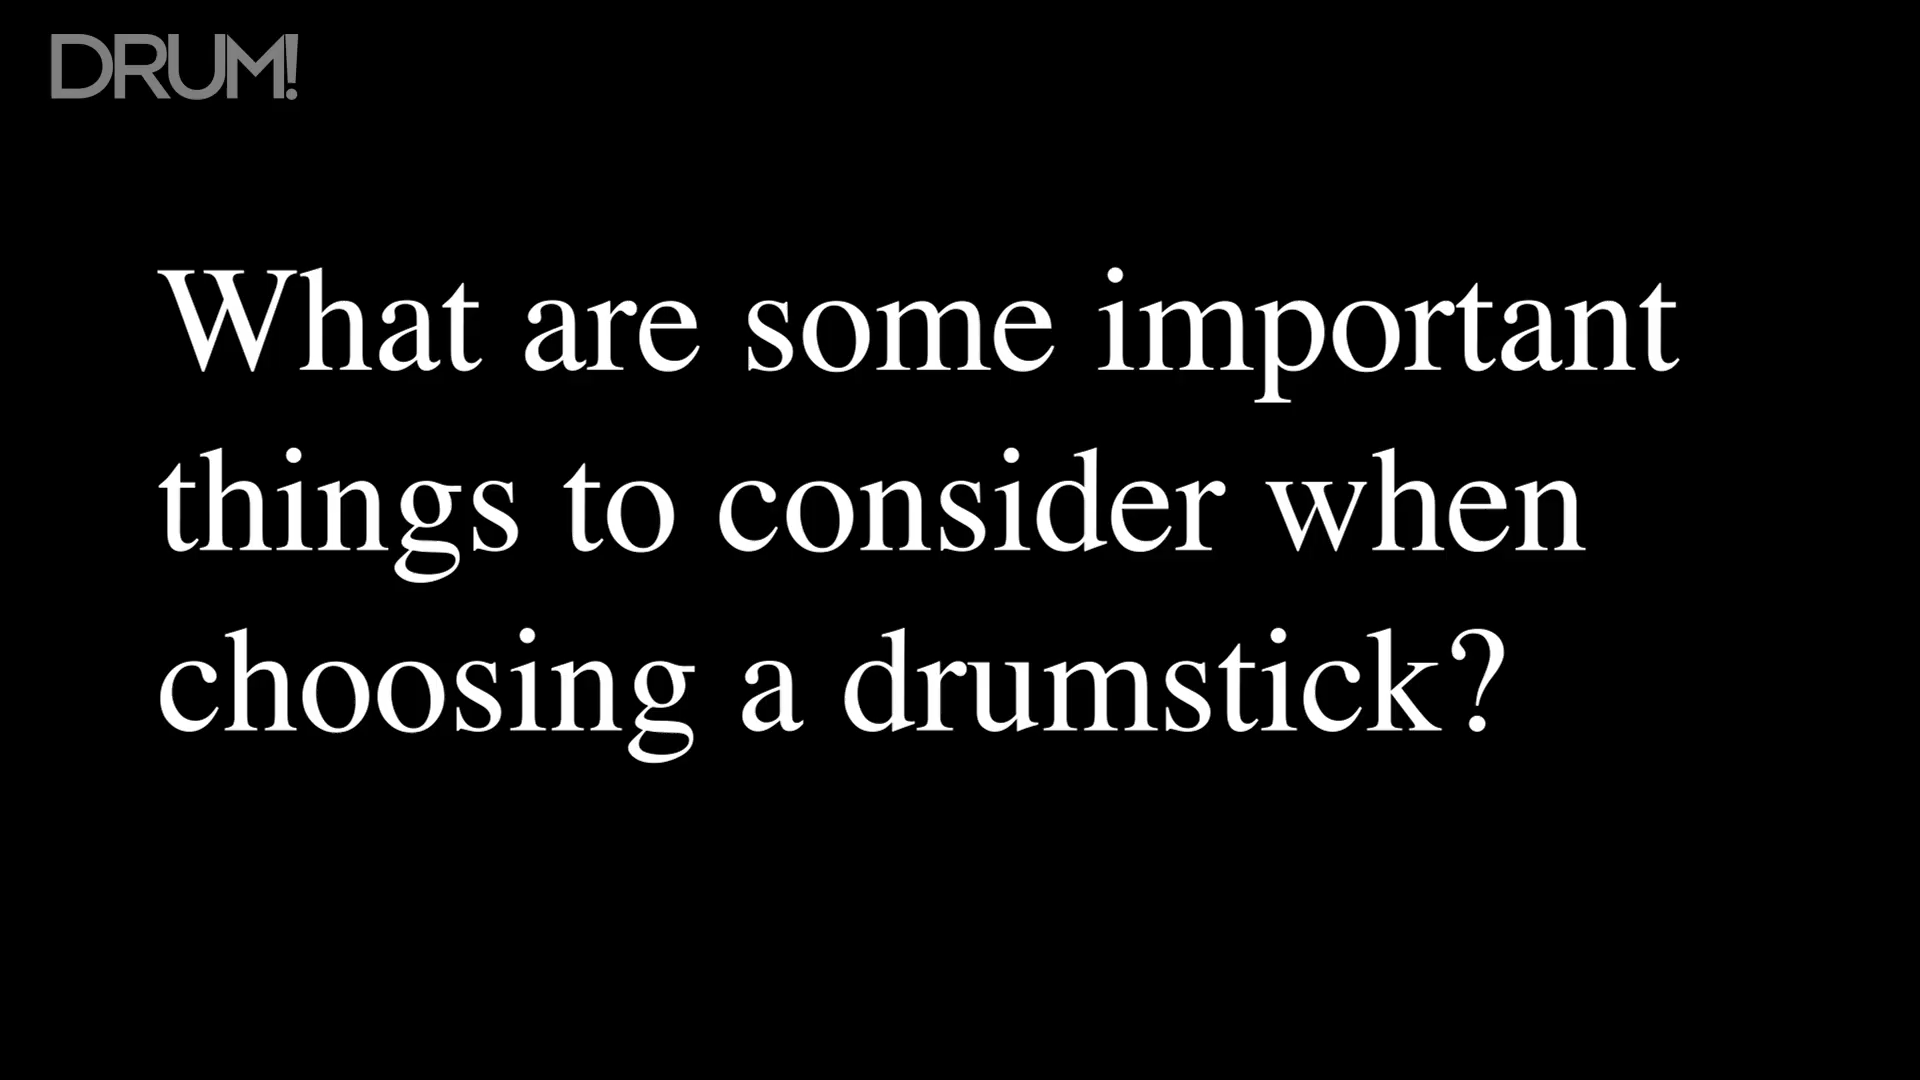 DRUM!
What are some important
things to consider when
choosing a drumstick?